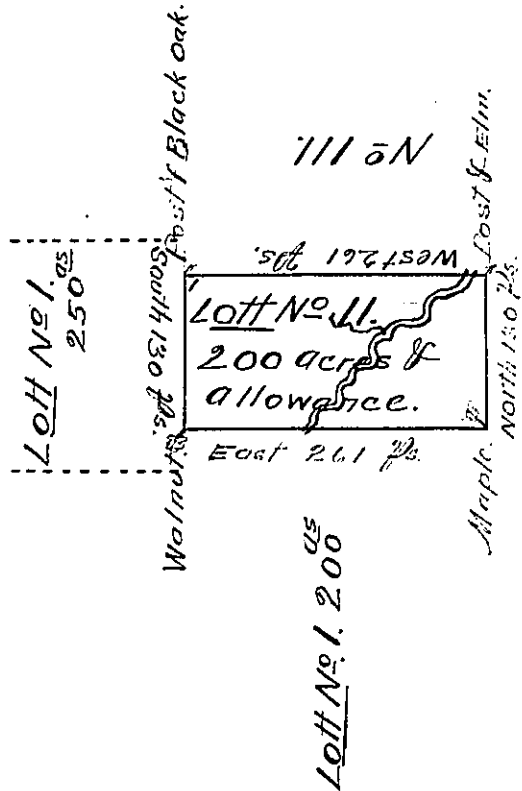 Lott No 1.
250 as
Walnut
South 130 ps.
Post & Black Oak.
Lott No 11.
200 acres &
allowance.
West 261 ps.
East 261 ps.
No 111.
Maple.
North 130 ps.
Post & Elm.
Lott No 1. 200 as